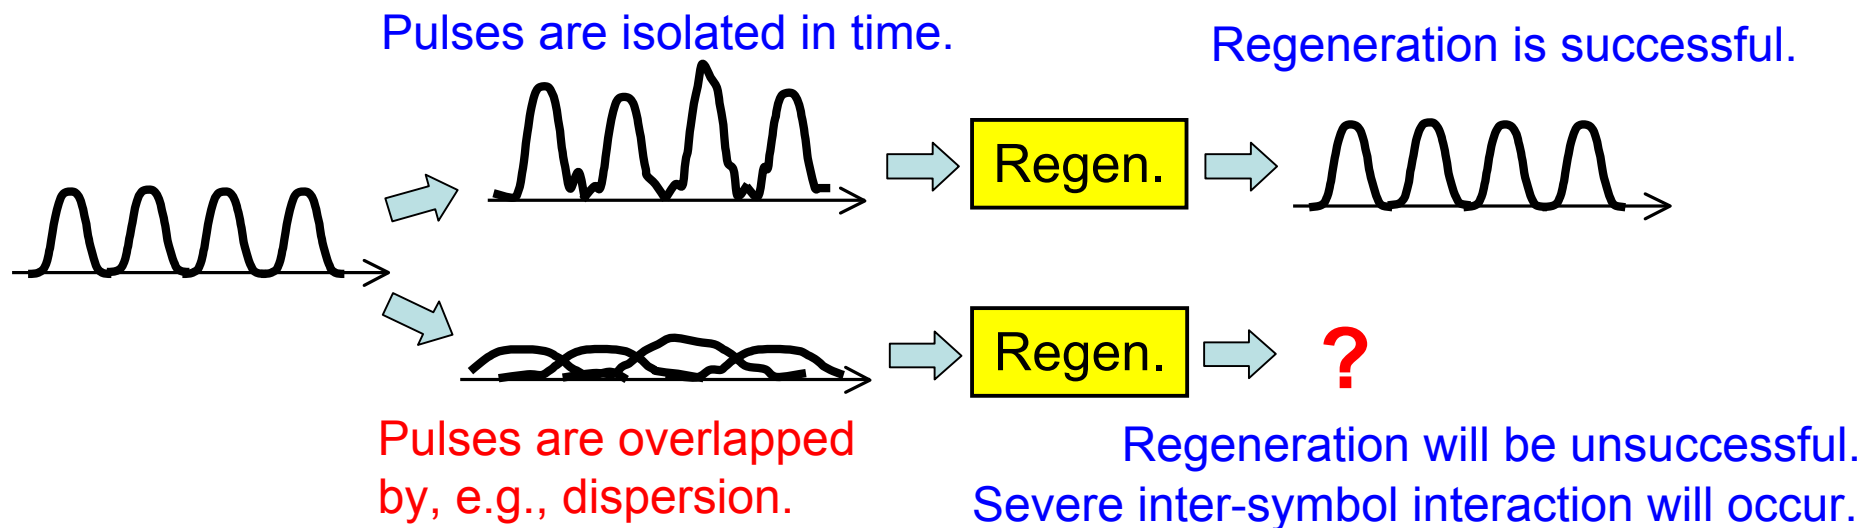 Pulses are isolated in time.
Regeneration is successful.
Regen.
Regen.
?
Pulses are overlapped
by, e.g., dispersion.
Regeneration will be unsuccessful.
Severe inter-symbol interaction will occur.